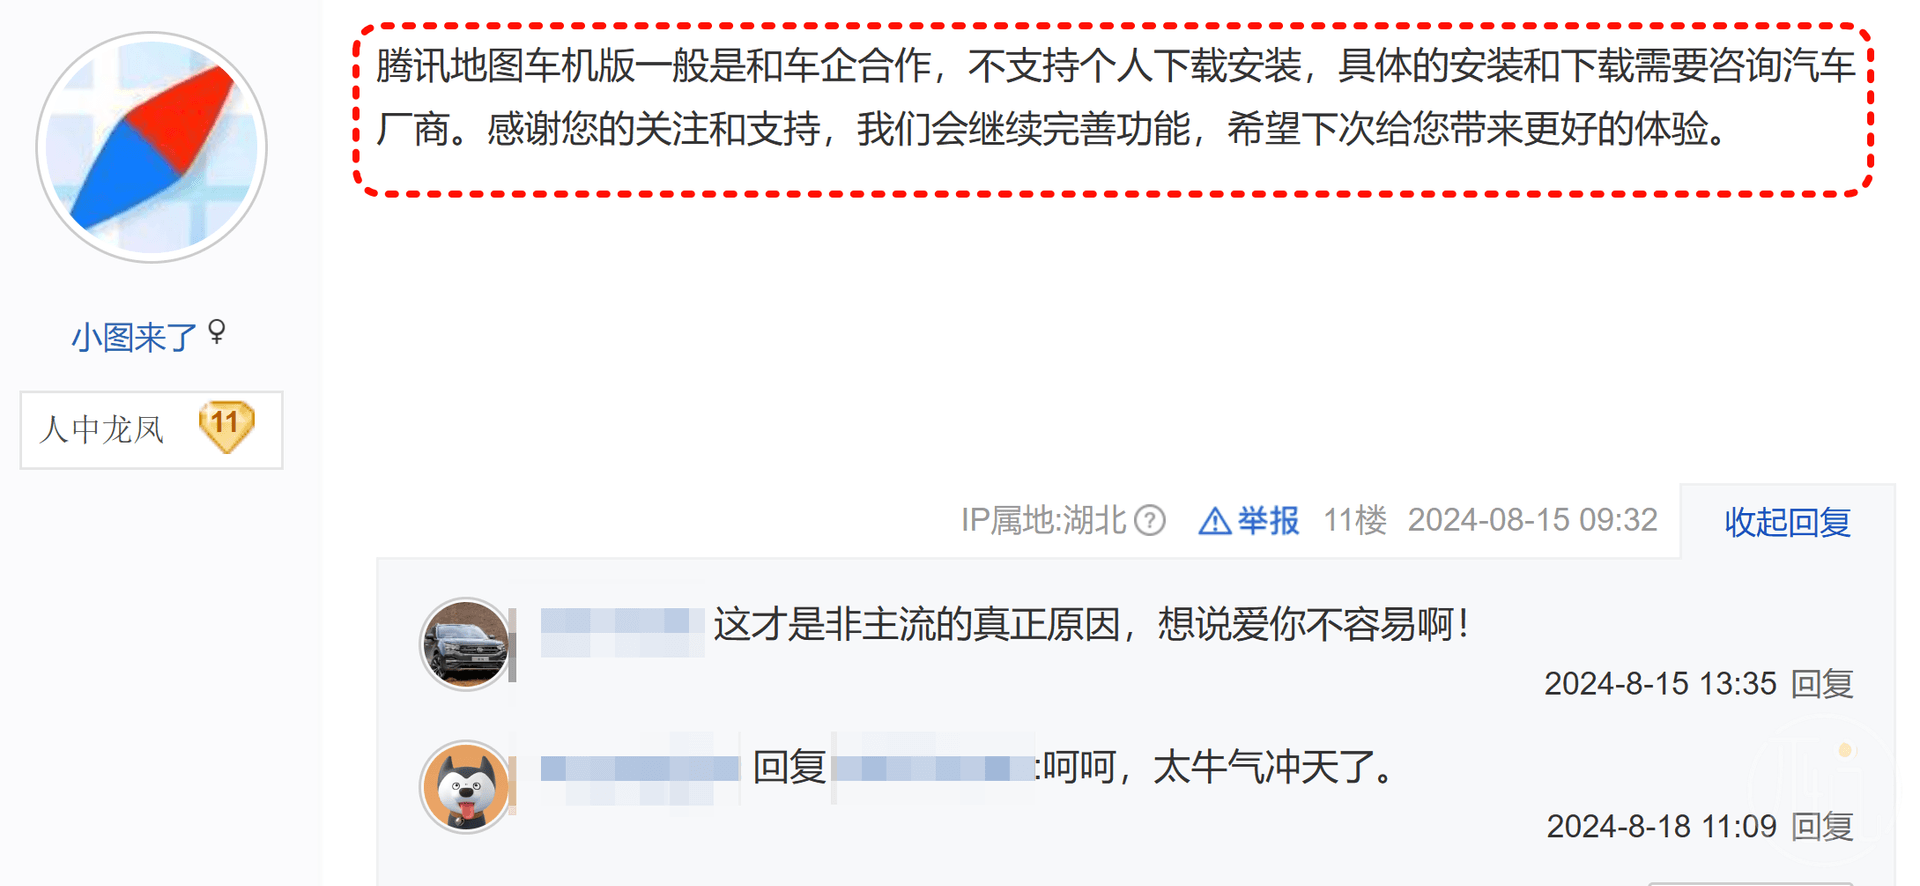 腾讯地图车机版一般是和车企合作，不支持个人下载安装，具体的安装和下载需要咨询汽车
厂商。感谢您的关注和支持，我们会继续完善功能，希望下次给您带来更好的体验。
小图来了♀
人中龙凤 11
IP属地:湖北 ? 举报 11楼 2024-08-15 09:32 收起回复
这才是非主流的真正原因，想说爱你不容易啊！
2024-8-15 13:35 回复
回复 :呵呵，太牛气冲天了。
2024-8-18 11:09 回复